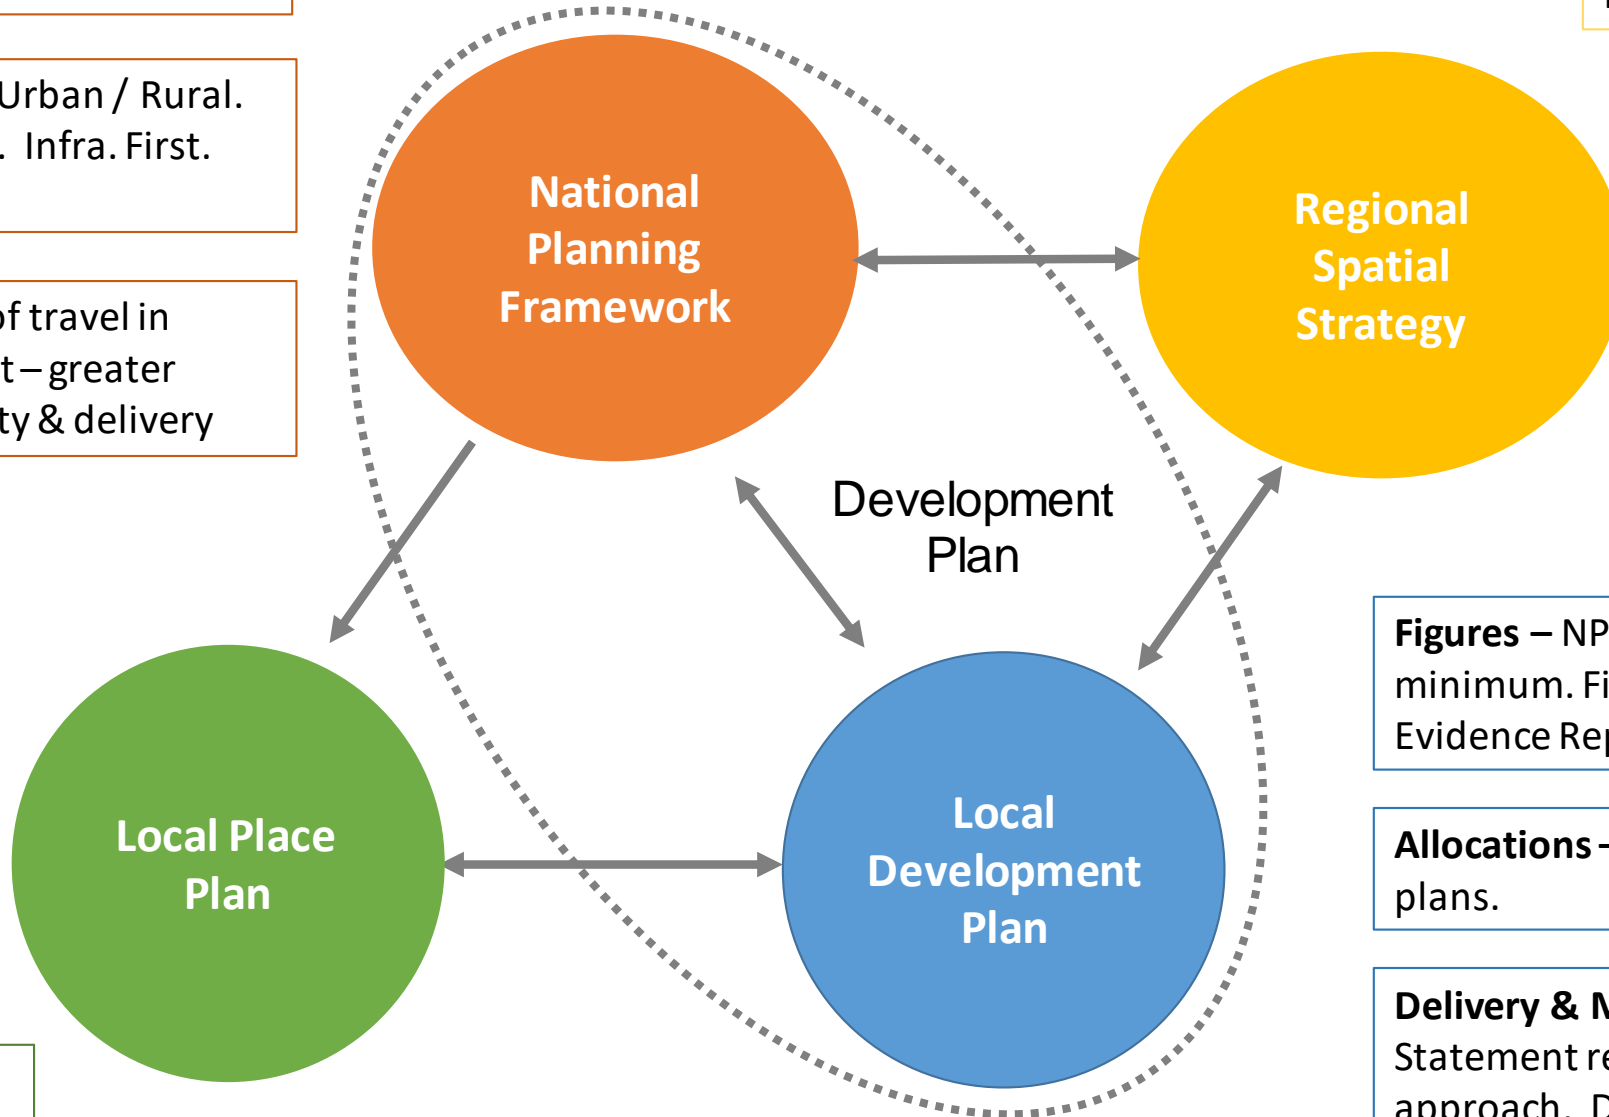 Urban / Rural.
. Infra. First.
of travel in
t – greater
ty & delivery
National
Planning
Framework
Regional
Spatial
Strategy
Development
Plan
Figures – NP
minimum. Fi
Evidence Rep
Allocations –
plans.
Delivery & M
Statement re
approach. D
Local Place
Plan
Local
Development
Plan